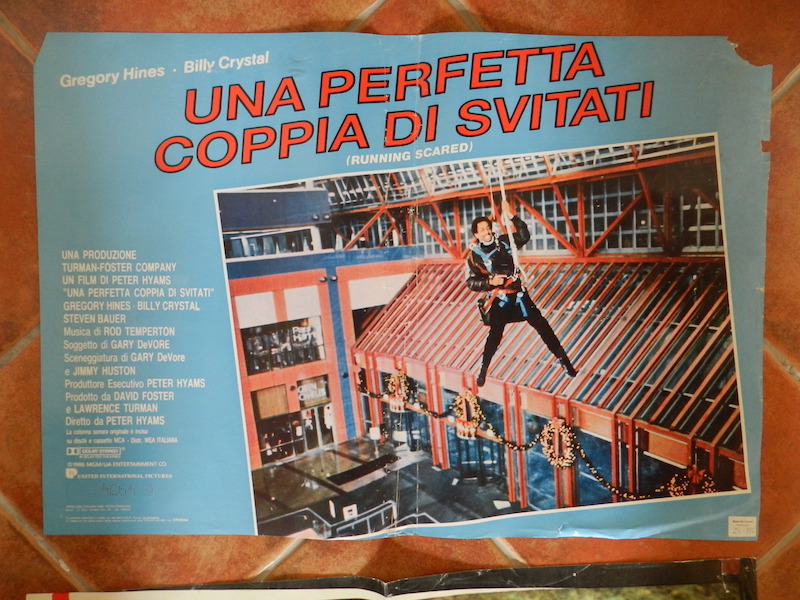 Gregory Hines · Billy Crystal
UNA PERFETTA
COPPIA DI SVITATI
(RUNNING SCARED)
UNA PRODUZIONE
TURMAN-FOSTER COMPANY
UN FILM DI PETER HYAMS
"UNA PERFETTA COPPIA DI SVITATI"
GREGORY HINES · BILLY CRYSTAL
STEVEN BAUER
Musica di ROD TEMPERTON
Soggetto di GARY DeVORE
Sceneggiatura di GARY DeVore
e JIMMY HUSTON
Produttore Esecutivo PETER HYAMS
Prodotto da DAVID FOSTER
e LAWRENCE TURMAN
Diretto da PETER HYAMS
La colonna sonora originale è incisa
su dischi e cassette MCA - Distr. WEA ITALIANA
DOLBY STEREO
© 1986 MGM/UA ENTERTAINMENT CO.
UNITED INTERNATIONAL PICTURES